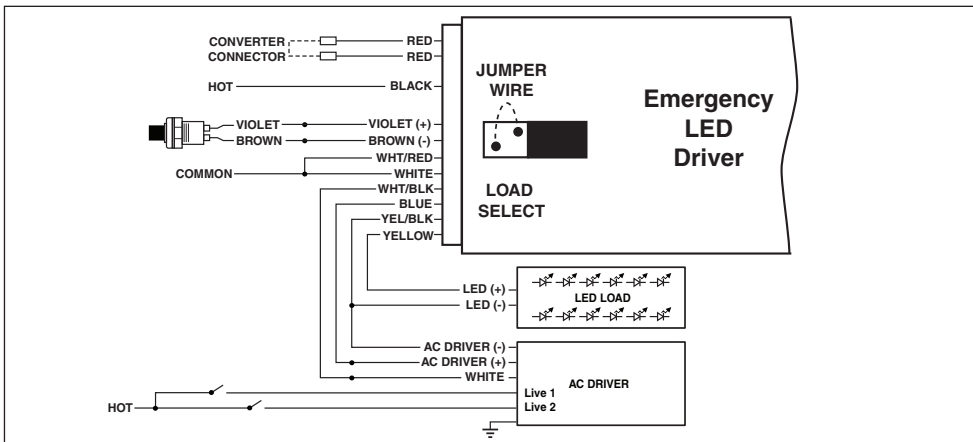 CONVERTER
CONNECTOR
RED
RED
HOT
BLACK
VIOLET
VIOLET (+)
BROWN
BROWN (-)
WHT/RED
COMMON
WHITE
WHT/BLK
BLUE
YEL/BLK
YELLOW
JUMPER
WIRE
LOAD
SELECT
Emergency
LED
Driver
LED (+)
LED (-)
LED LOAD
AC DRIVER (-)
AC DRIVER (+)
WHITE
AC DRIVER
Live 1
HOT
Live 2